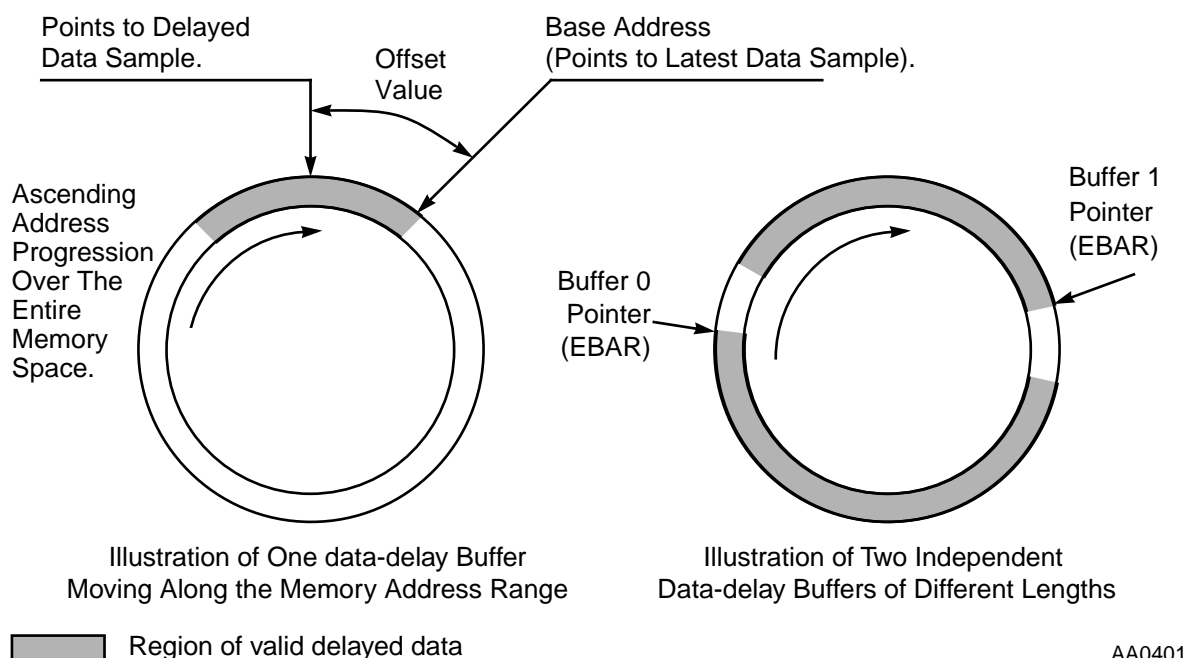 Points to Delayed
Data Sample.
Offset
Value
Base Address
(Points to Latest Data Sample).
Ascending
Address
Progression
Over The
Entire
Memory
Space.
Buffer 0
Pointer
(EBAR)
Buffer 1
Pointer
(EBAR)
Illustration of One data-delay Buffer
Moving Along the Memory Address Range
Illustration of Two Independent
Data-delay Buffers of Different Lengths
Region of valid delayed data
AA0401